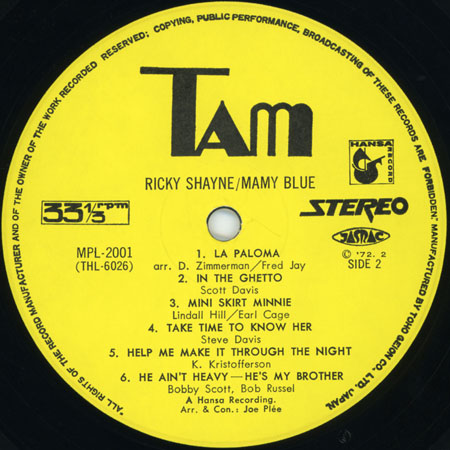 "ALL RIGHTS OF THE RECORD MANUFACTURER AND OF THE OWNER OF THE WORK RECORDED RESERVED; COPYING, PUBLIC PERFORMANCE, BROADCASTING OF THESE RECORDS ARE FORBIDDEN." MANUFACTURED BY TOHO GEION CO., LTD. JAPAN.
TAM
HANSA
RECORD
RICKY SHAYNE/MAMY BLUE
33 1/3 rpm
STEREO
JASRAC
MPL-2001
(THL-6026)
© '72. 2
SIDE 2
1. LA PALOMA
arr. D. Zimmerman/Fred Jay
2. IN THE GHETTO
Scott Davis
3. MINI SKIRT MINNIE
Lindall Hill/Earl Cage
4. TAKE TIME TO KNOW HER
Steve Davis
5. HELP ME MAKE IT THROUGH THE NIGHT
K. Kristofferson
6. HE AIN'T HEAVY—HE'S MY BROTHER
Bobby Scott, Bob Russel
A Hansa Recording.
Arr. & Con.: Joe Plée